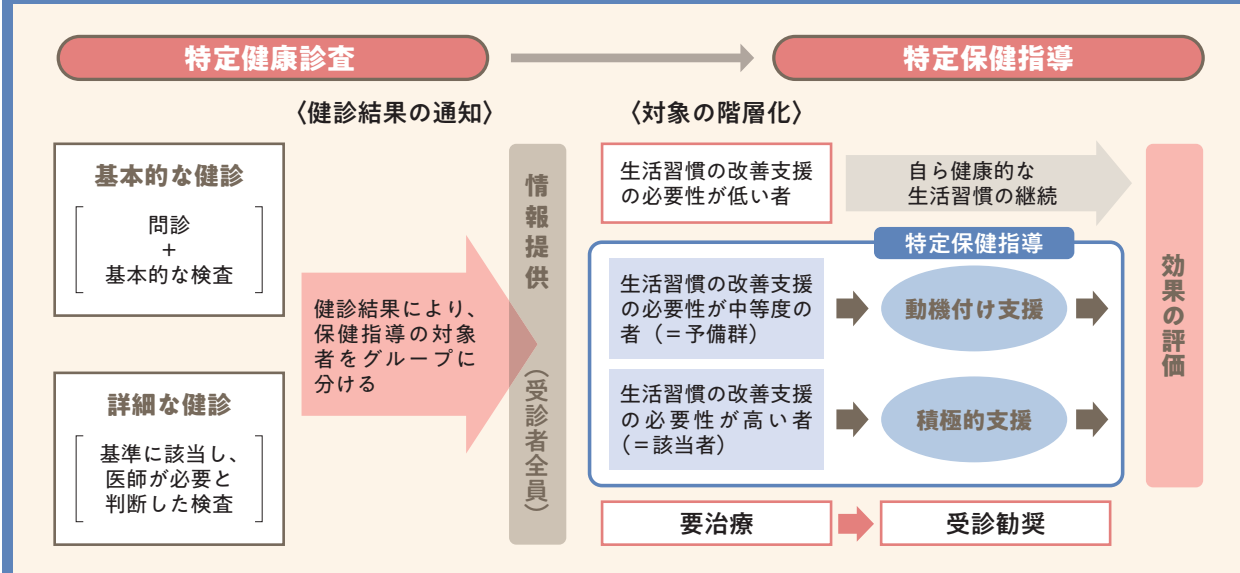 特定健康診査
特定保健指導
〈健診結果の通知〉
〈対象の階層化〉
基本的な健診
問診
+
基本的な検査
詳細な健診
基準に該当し、
医師が必要と
判断した検査
健診結果により、
保健指導の対象
者をグループに
分ける
情報提供(受診者全員)
生活習慣の改善支援
の必要性が低い者
自ら健康的な
生活習慣の継続
特定保健指導
生活習慣の改善支援
の必要性が中等度の
者(=予備群)
動機付け支援
生活習慣の改善支援
の必要性が高い者
(=該当者)
積極的支援
要治療
受診勧奨
効果の評価